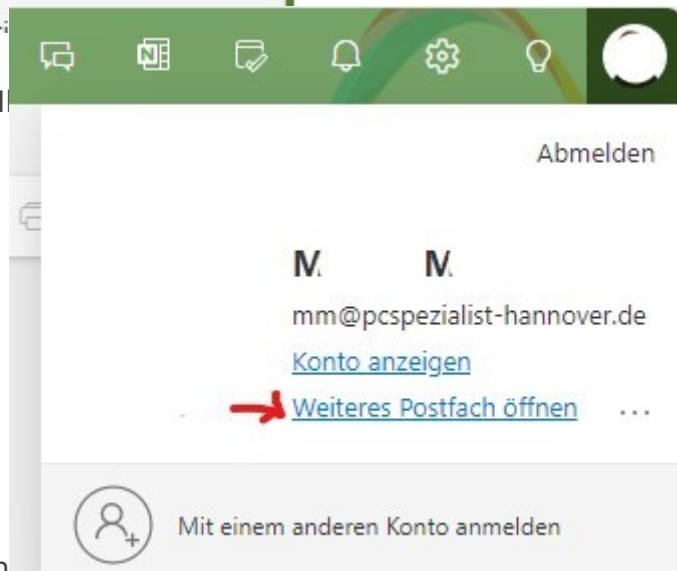 Abmelden
M M
mm@pcspezialist-hannover.de
Konto anzeigen
Weiteres Postfach öffnen ...
Mit einem anderen Konto anmelden